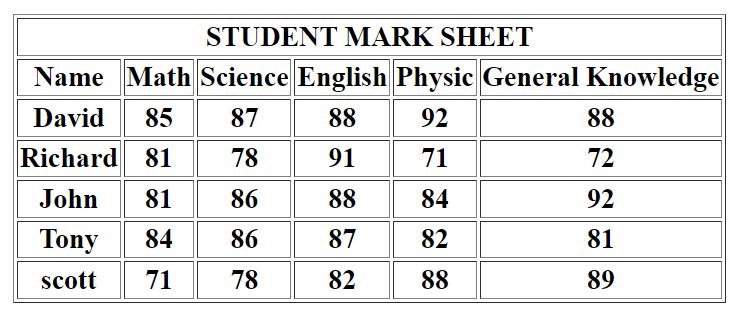 STUDENT MARK SHEET
Name Math Science English Physic General Knowledge
David 85 87 88 92 88
Richard 81 78 91 71 72
John 81 86 88 84 92
Tony 84 86 87 82 81
scott 71 78 82 88 89